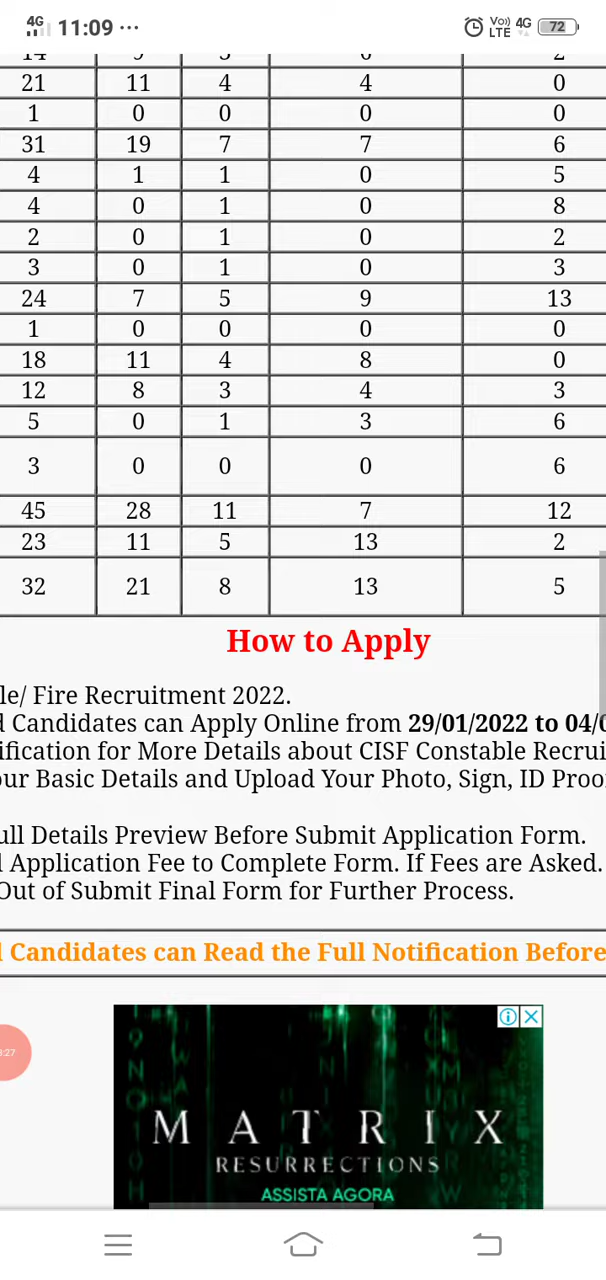 4G 11:09 ... VoLTE 4G 72
21 11 4 4 0
1 0 0 0 0
31 19 7 7 6
4 1 1 0 5
4 0 1 0 8
2 0 1 0 2
3 0 1 0 3
24 7 5 9 13
1 0 0 0 0
18 11 4 8 0
12 8 3 4 3
5 0 1 3 6
3 0 0 0 6
45 28 11 7 12
23 11 5 13 2
32 21 8 13 5
How to Apply
le/ Fire Recruitment 2022.
d Candidates can Apply Online from 29/01/2022 to 04/0
ification for More Details about CISF Constable Recrui
our Basic Details and Upload Your Photo, Sign, ID Proo
ull Details Preview Before Submit Application Form.
Application Fee to Complete Form. If Fees are Asked.
Out of Submit Final Form for Further Process.
Candidates can Read the Full Notification Before
MATRIX
RESURRECTIONS
ASSISTA AGORA